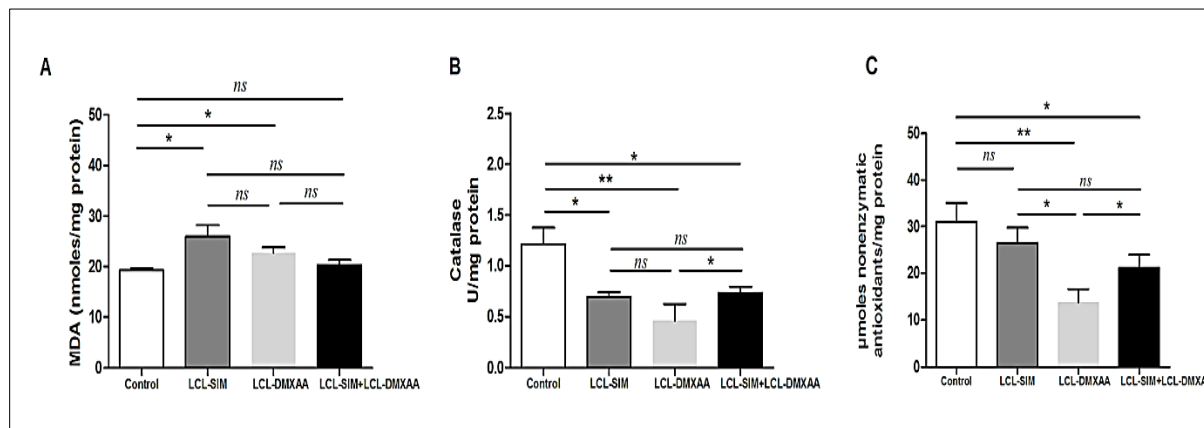 A
MDA (nmoles/mg protein)
50
40
30
20
10
0
ns
*
*
ns
ns
ns
Control
LCL-SIM
LCL-DMXAA
LCL-SIM+LCL-DMXAA
B
Catalase
U/mg protein
2.5
2.0
1.5
1.0
0.5
0.0
*
**
*
ns
ns
*
Control
LCL-SIM
LCL-DMXAA
LCL-SIM+LCL-DMXAA
C
µmoles nonenzymatic
antioxidants/mg protein
50
40
30
20
10
0
*
**
ns
ns
*
*
Control
LCL-SIM
LCL-DMXAA
LCL-SIM+LCL-DMXA